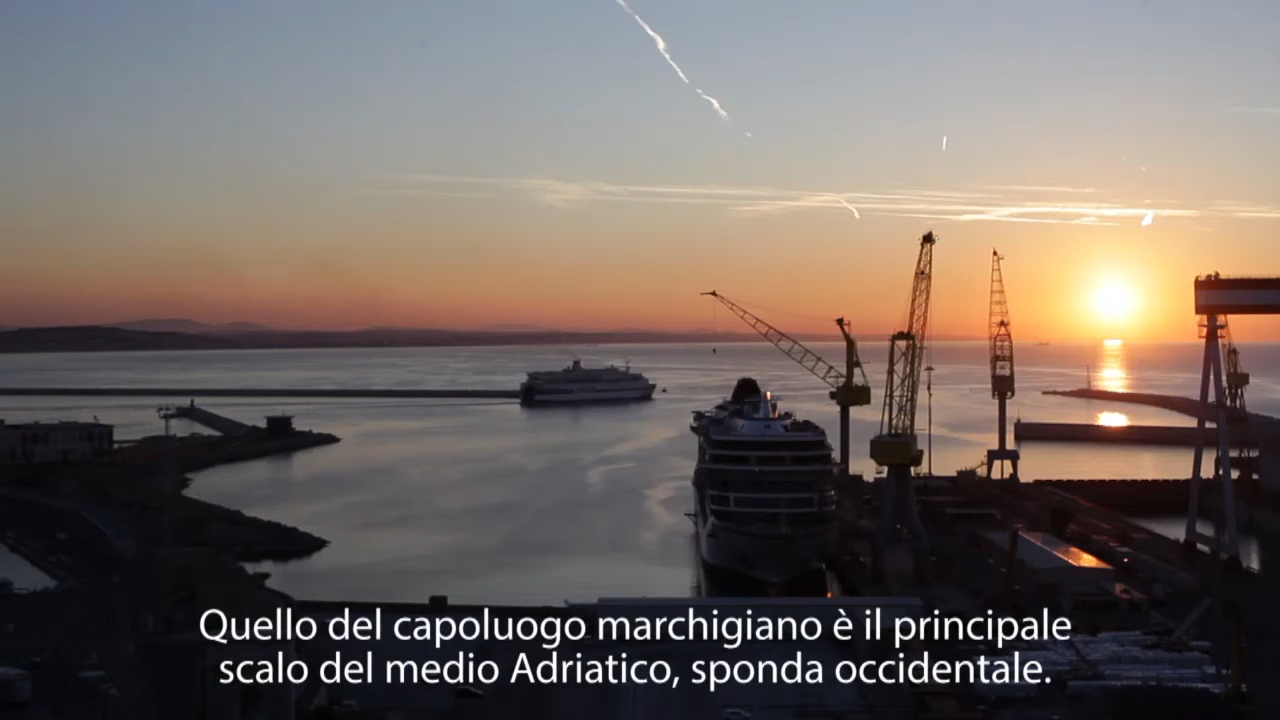 Quello del capoluogo marchigiano è il principale
scalo del medio Adriatico, sponda occidentale.